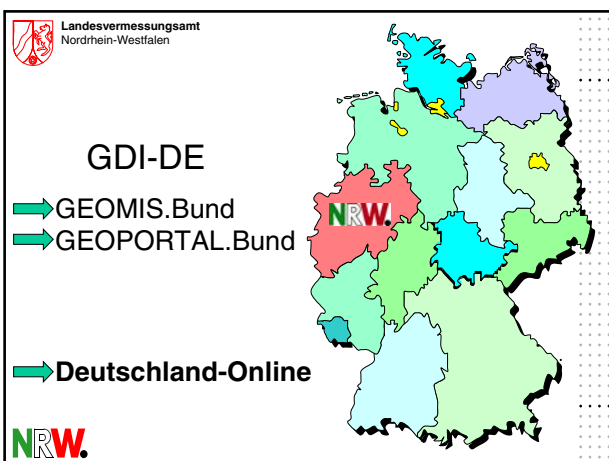 Landesvermessungsamt
Nordrhein-Westfalen
GDI-DE
GEOMIS.Bund
GEOPORTAL.Bund
NRW.
Deutschland-Online
NRW.